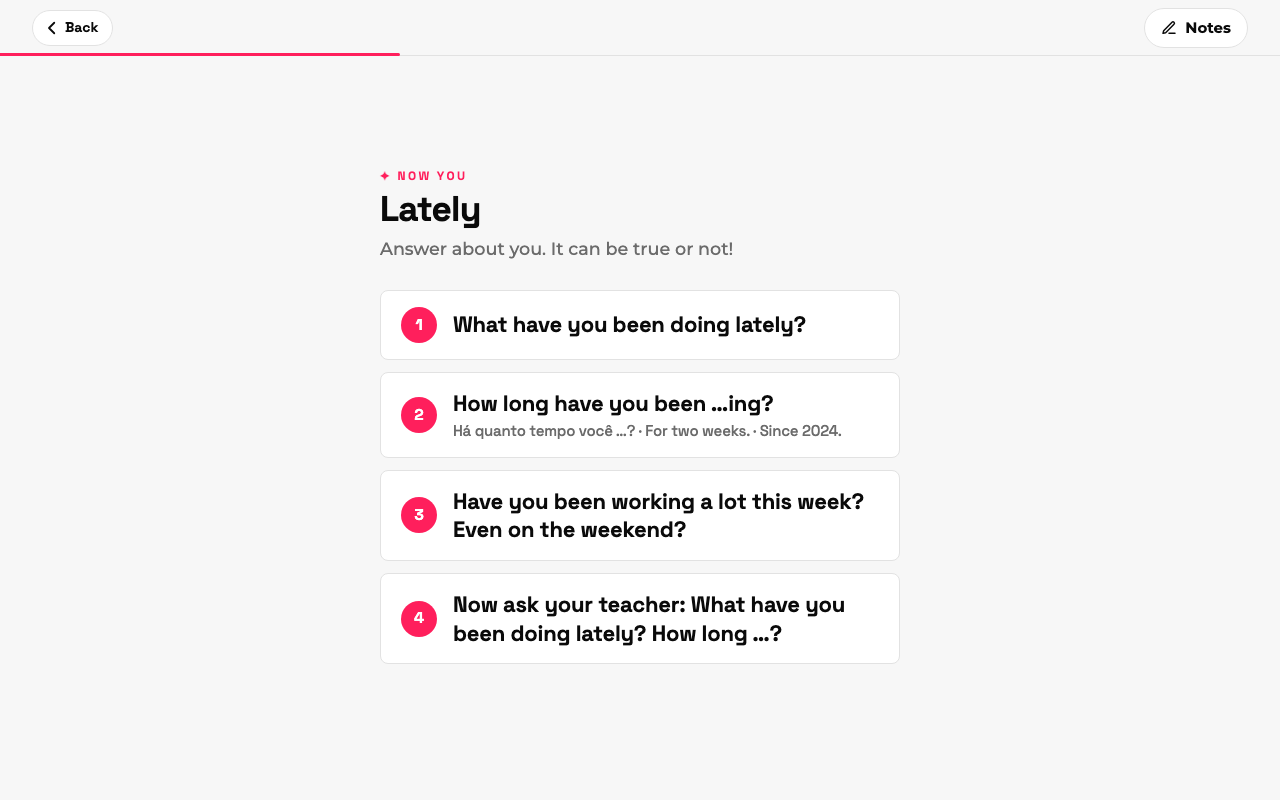 Back
Notes
✦ NOW YOU
Lately
Answer about you. It can be true or not!
1 What have you been doing lately?
2 How long have you been ...ing?
Há quanto tempo você ...? · For two weeks. · Since 2024.
3 Have you been working a lot this week?
Even on the weekend?
4 Now ask your teacher: What have you
been doing lately? How long ...?